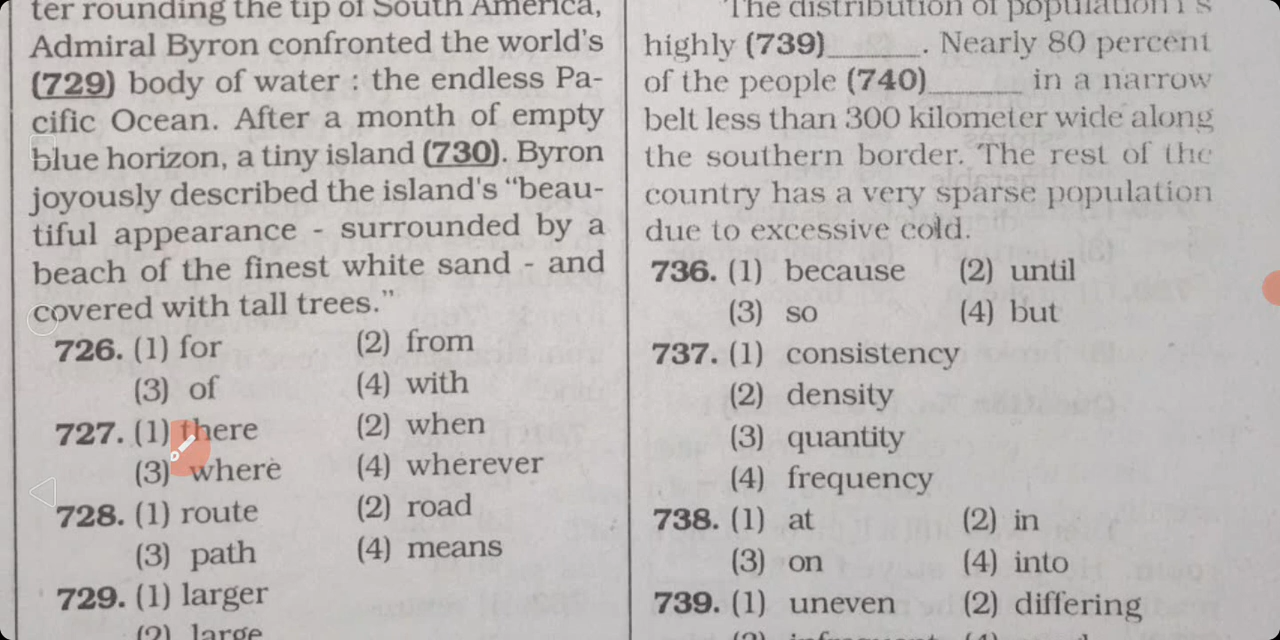 ter rounding the tip of South America,
Admiral Byron confronted the world's
(729) body of water : the endless Pa-
cific Ocean. After a month of empty
blue horizon, a tiny island (730). Byron
joyously described the island's "beau-
tiful appearance - surrounded by a
beach of the finest white sand - and
covered with tall trees."
726. (1) for (2) from
(3) of (4) with
727. (1) there (2) when
(3) where (4) wherever
728. (1) route (2) road
(3) path (4) means
729. (1) larger
(2) large
The distribution of population i s
highly (739)______. Nearly 80 percent
of the people (740)______ in a narrow
belt less than 300 kilometer wide along
the southern border. The rest of the
country has a very sparse population
due to excessive cold.
736. (1) because (2) until
(3) so (4) but
737. (1) consistency
(2) density
(3) quantity
(4) frequency
738. (1) at (2) in
(3) on (4) into
739. (1) uneven (2) differing
(3) infrequent (4)